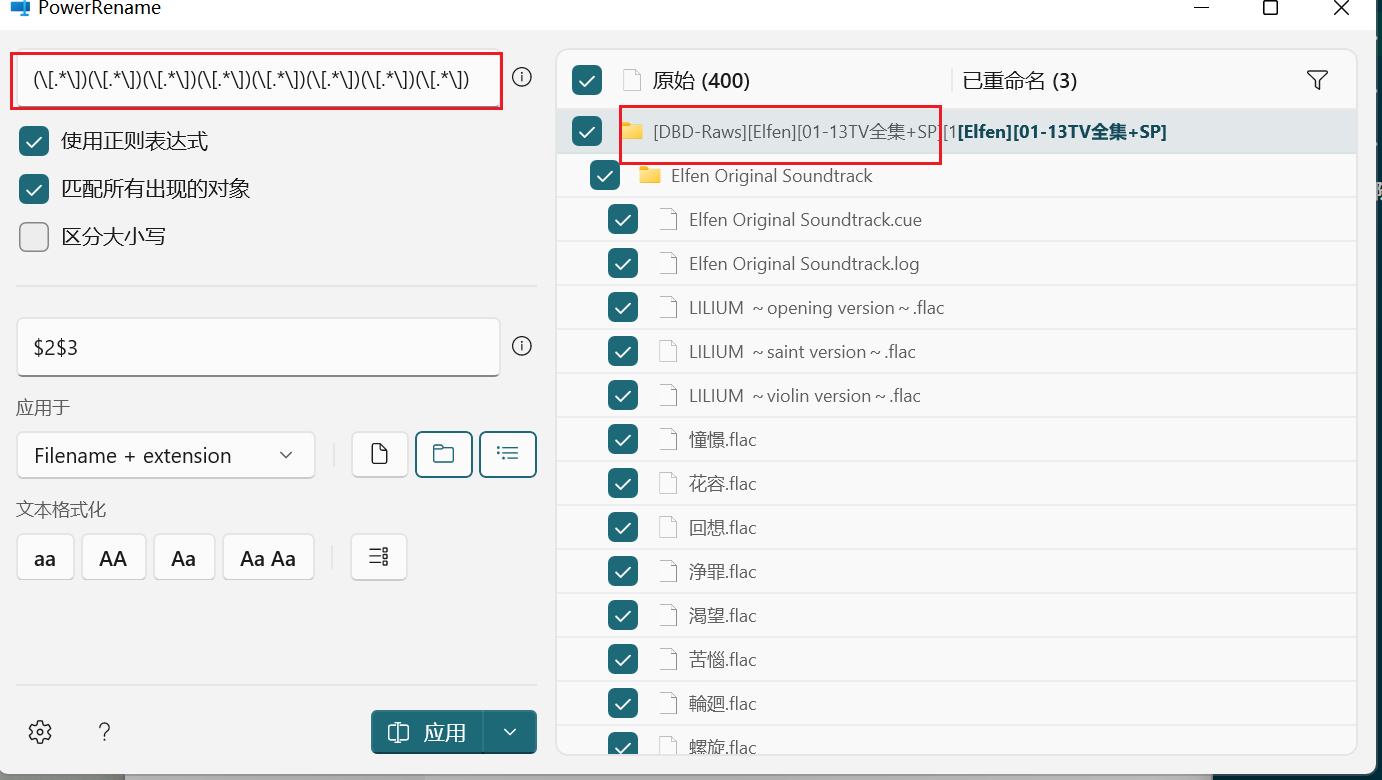 PowerRename
(\[.*\])(\[.*\])(\[.*\])(\[.*\])(\[.*\])(\[.*\])(\[.*\])(\[.*\])
使用正则表达式
匹配所有出现的对象
区分大小写
$2$3
应用于
Filename + extension
文本格式化
aa
AA
Aa
Aa Aa
应用
原始 (400)
已重命名 (3)
[DBD-Raws][Elfen][01-13TV全集+SP][1
[Elfen][01-13TV全集+SP]
Elfen Original Soundtrack
Elfen Original Soundtrack.cue
Elfen Original Soundtrack.log
LILIUM ～opening version～.flac
LILIUM ～saint version～.flac
LILIUM ～violin version～.flac
憧憬.flac
花容.flac
回想.flac
浄罪.flac
渇望.flac
苦惱.flac
輪廻.flac
螺旋.flac